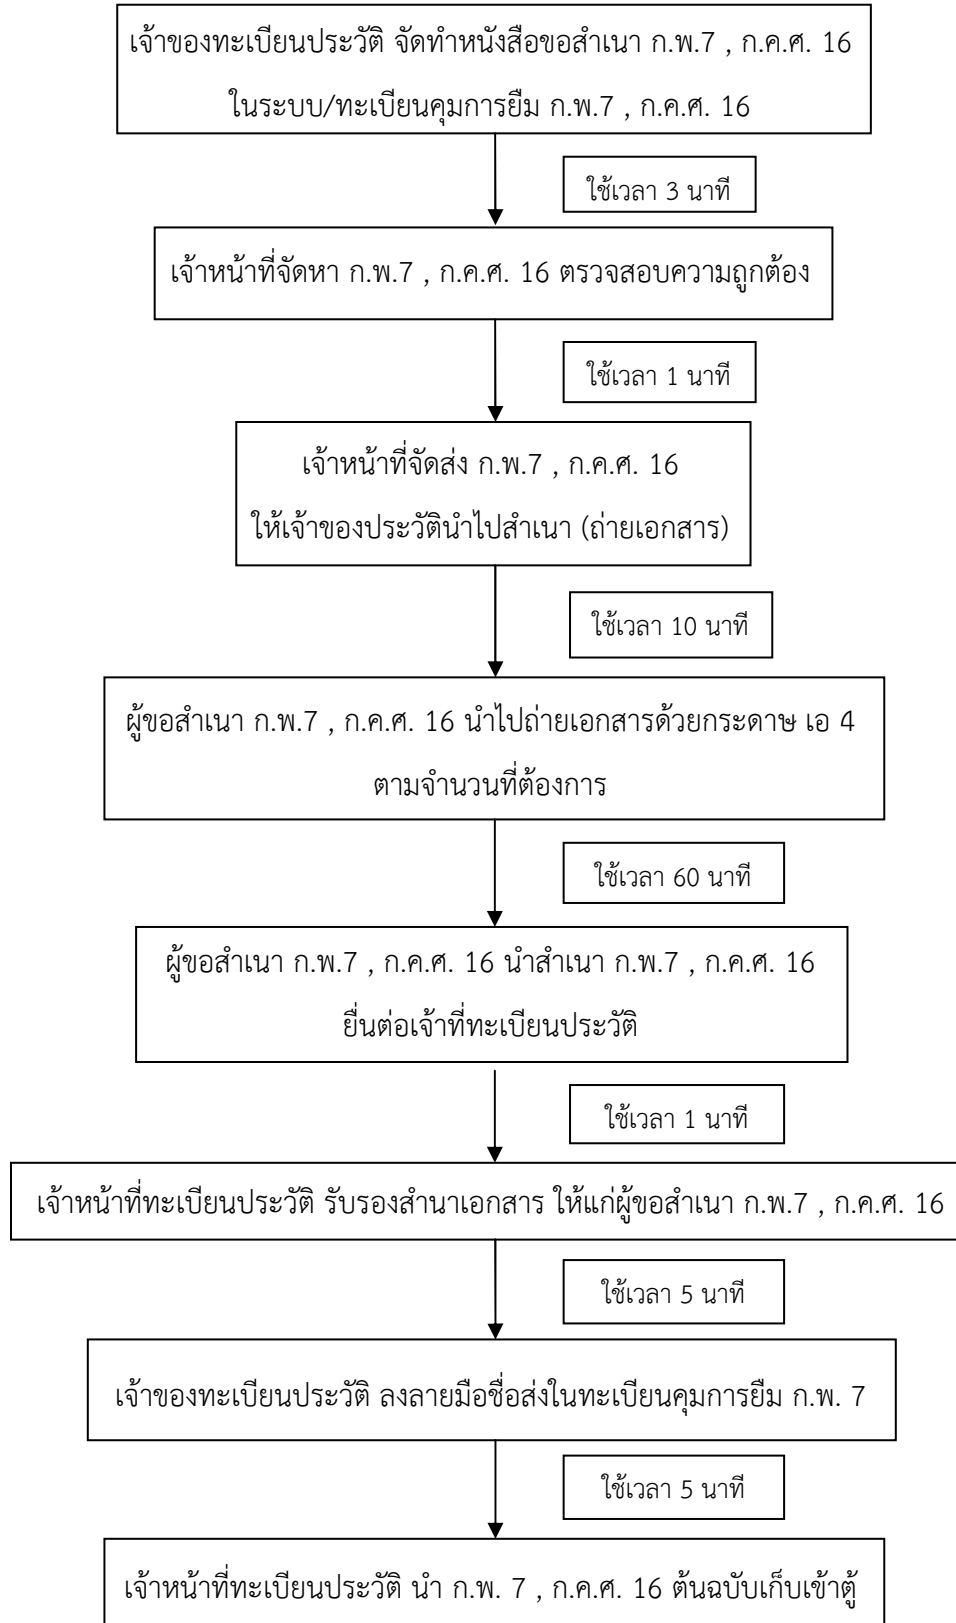 เจ้าของทะเบียนประวัติ จัดทำหนังสือขอสำเนา ก.พ.7 , ก.ค.ศ. 16
ในระบบ/ทะเบียนคุมการยืม ก.พ.7 , ก.ค.ศ. 16
ใช้เวลา 3 นาที
เจ้าหน้าที่จัดหา ก.พ.7 , ก.ค.ศ. 16 ตรวจสอบความถูกต้อง
ใช้เวลา 1 นาที
เจ้าหน้าที่จัดส่ง ก.พ.7 , ก.ค.ศ. 16
ให้เจ้าของประวัตินำไปสำเนา (ถ่ายเอกสาร)
ใช้เวลา 10 นาที
ผู้ขอสำเนา ก.พ.7 , ก.ค.ศ. 16 นำไปถ่ายเอกสารด้วยกระดาษ เอ 4
ตามจำนวนที่ต้องการ
ใช้เวลา 60 นาที
ผู้ขอสำเนา ก.พ.7 , ก.ค.ศ. 16 นำสำเนา ก.พ.7 , ก.ค.ศ. 16
ยื่นต่อเจ้าที่ทะเบียนประวัติ
ใช้เวลา 1 นาที
เจ้าหน้าที่ทะเบียนประวัติ รับรองสำนาเอกสาร ให้แก่ผู้ขอสำเนา ก.พ.7 , ก.ค.ศ. 16
ใช้เวลา 5 นาที
เจ้าของทะเบียนประวัติ ลงลายมือชื่อส่งในทะเบียนคุมการยืม ก.พ. 7
ใช้เวลา 5 นาที
เจ้าหน้าที่ทะเบียนประวัติ นำ ก.พ. 7 , ก.ค.ศ. 16 ต้นฉบับเก็บเข้าตู้